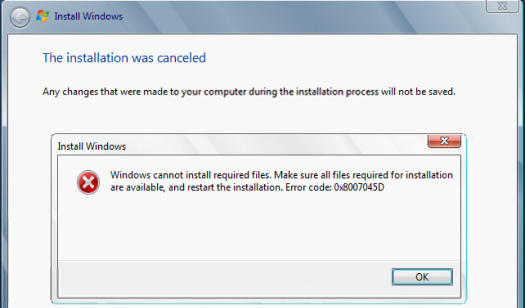 Install Windows
The installation was canceled
Any changes that were made to your computer during the installation process will not be saved.
Install Windows
Windows cannot install required files. Make sure all files required for installation
are available, and restart the installation. Error code: 0x8007045D
OK